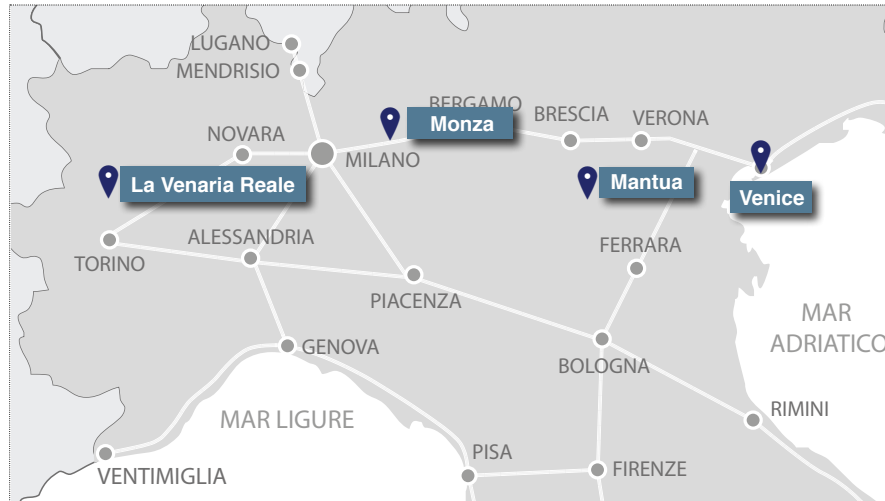 LUGANO
MENDRISIO
BERGAMO
Monza
BRESCIA
VERONA
NOVARA
MILANO
La Venaria Reale
Mantua
Venice
ALESSANDRIA
TORINO
FERRARA
PIACENZA
MAR
ADRIATICO
GENOVA
BOLOGNA
MAR LIGURE
RIMINI
PISA
VENTIMIGLIA
FIRENZE